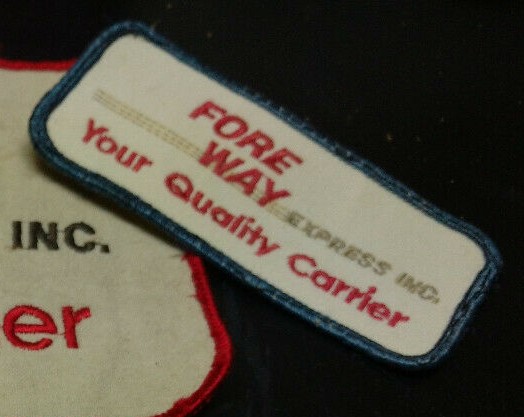 FORE
WAY EXPRESS INC.
Your Quality Carrier
INC.
er